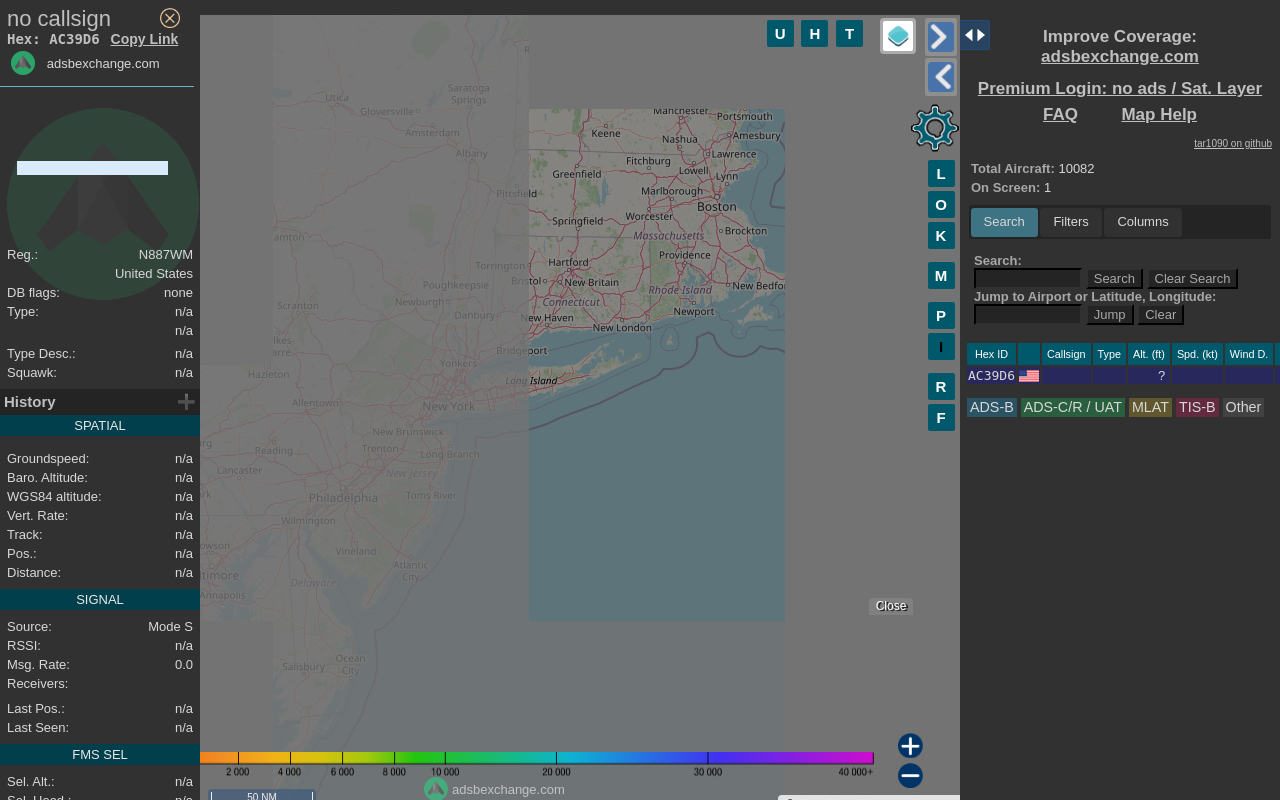 no callsign
Hex: AC39D6 Copy Link
adsbexchange.com
Reg.: N887WM
United States
DB flags: none
Type: n/a
n/a
Type Desc.: n/a
Squawk: n/a
History
SPATIAL
Groundspeed: n/a
Baro. Altitude: n/a
WGS84 altitude: n/a
Vert. Rate: n/a
Track: n/a
Pos.: n/a
Distance: n/a
SIGNAL
Source: Mode S
RSSI: n/a
Msg. Rate: 0.0
Receivers:
Last Pos.: n/a
Last Seen: n/a
FMS SEL
Sel. Alt.: n/a
U H T
L
O
K
M
P
I
R
F
Utica
Gloversville
Saratoga
Springs
Amsterdam
Albany
Pittsfield
Torrington
Poughkeepsie
Newburgh
Danbury
Scranton
Hazleton
Allentown
Yonkers
New York
New Brunswick
Reading
Trenton
Long Branch
Lancaster
New Jersey
Philadelphia
Toms River
Wilmington
Vineland
Atlantic
City
Delaware
Annapolis
Salisbury
Ocean
City
Manchester
Portsmouth
Keene
Nashua
Amesbury
Fitchburg
Lawrence
Greenfield
Lowell
Lynn
Marlborough
Boston
Springfield
Worcester
Brockton
Massachusetts
Hartford
Providence
Bristol
New Britain
Rhode Island
New Bedfor
Connecticut
Newport
New Haven
New London
Bridgeport
Long Island
Close
2 000 4 000 6 000 8 000 10 000 20 000 30 000 40 000+
adsbexchange.com
50 NM
Improve Coverage:
adsbexchange.com
Premium Login: no ads / Sat. Layer
FAQ Map Help
tar1090 on github
Total Aircraft: 10082
On Screen: 1
Search Filters Columns
Search:
Search Clear Search
Jump to Airport or Latitude, Longitude:
Jump Clear
Hex ID Callsign Type Alt. (ft) Spd. (kt) Wind D.
AC39D6 ?
ADS-B ADS-C/R / UAT MLAT TIS-B Other